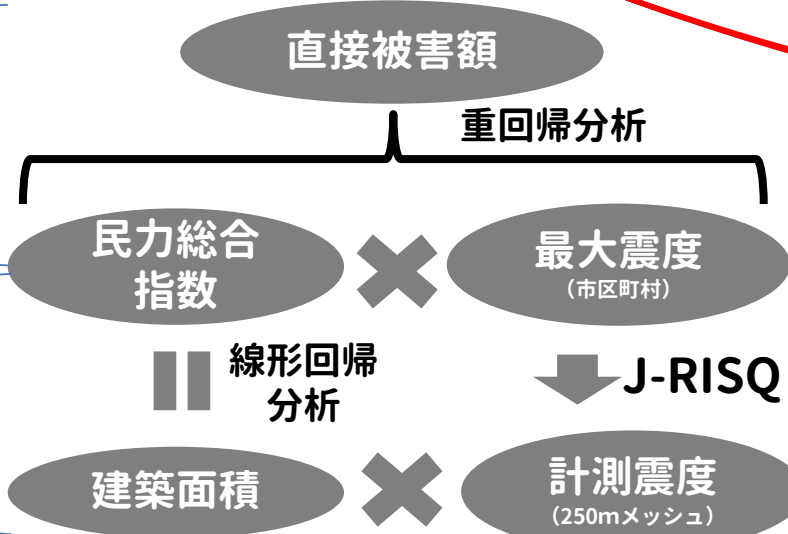 直接被害額
重回帰分析
民力総合
指数
最大震度
（市区町村）
線形回帰
分析
J-RISQ
建築面積
計測震度
（250mメッシュ）